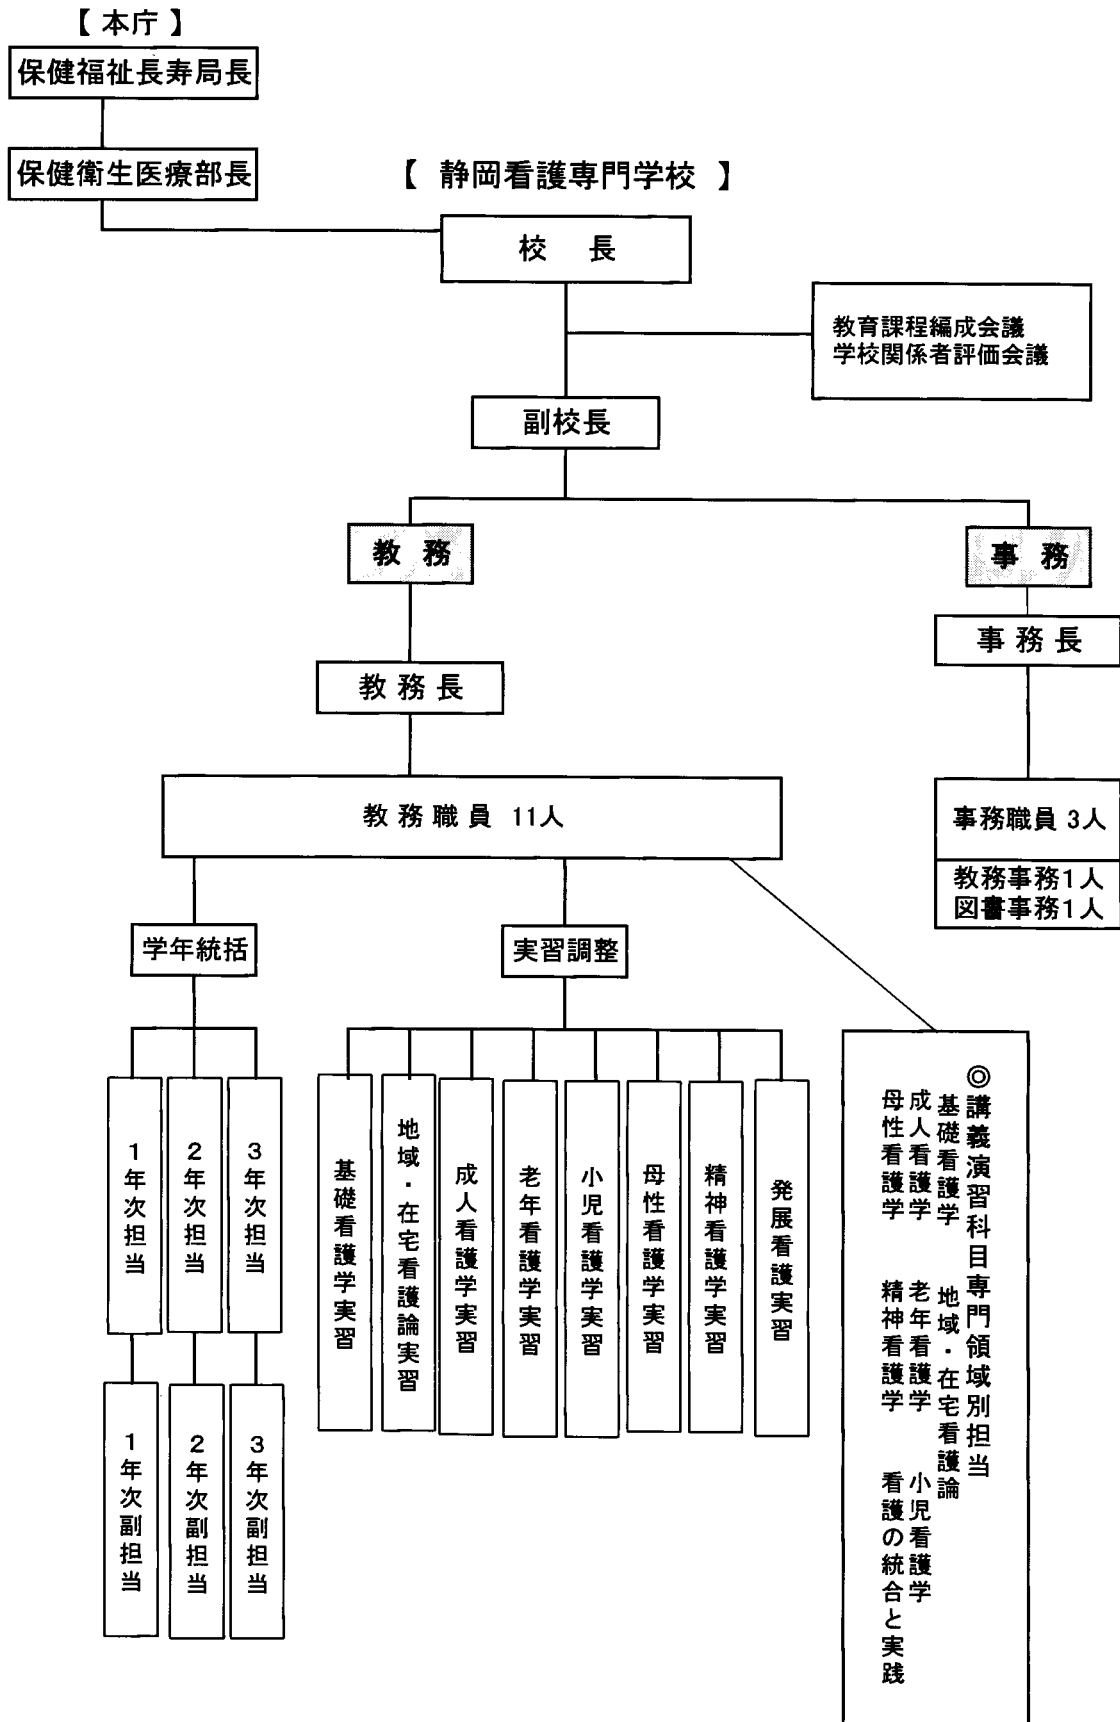 【 本庁 】
保健福祉長寿局長
保健衛生医療部長
【 静岡看護専門学校 】
校 長
教育課程編成会議
学校関係者評価会議
副校長
教 務
事 務
事 務 長
教 務 長
教 務 職 員 11人
事務職員 3人
教務事務1人
図書事務1人
学年統括
実習調整
1年次担当
2年次担当
3年次担当
1年次副担当
2年次副担当
3年次副担当
基礎看護学実習
地域・在宅看護論実習
成人看護学実習
老年看護学実習
小児看護学実習
母性看護学実習
精神看護学実習
発展看護実習
◎講義演習科目専門領域別担当
基礎看護学 地域・在宅看護論
成人看護学 老年看護学 小児看護学
母性看護学 精神看護学 看護の統合と実践